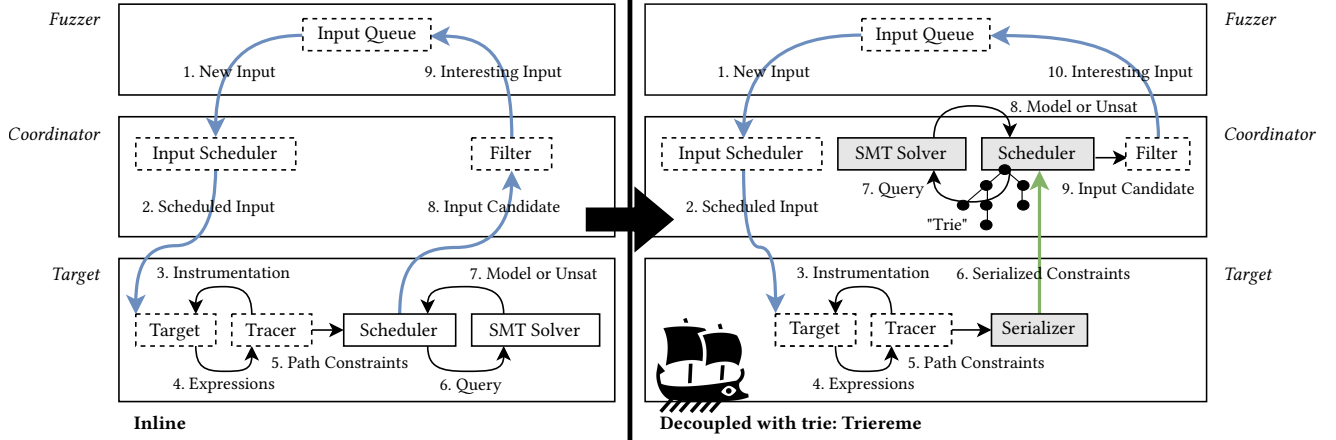 Fuzzer
Input Queue
1. New Input
9. Interesting Input
Coordinator
Input Scheduler
Filter
2. Scheduled Input
8. Input Candidate
Target
3. Instrumentation
7. Model or Unsat
Target
Tracer
Scheduler
SMT Solver
5. Path Constraints
4. Expressions
6. Query
Inline
Fuzzer
Input Queue
1. New Input
10. Interesting Input
8. Model or Unsat
Coordinator
Input Scheduler
SMT Solver
Scheduler
Filter
7. Query
9. Input Candidate
2. Scheduled Input
"Trie"
Target
3. Instrumentation
6. Serialized Constraints
Target
Tracer
Serializer
5. Path Constraints
4. Expressions
Decoupled with trie: Triereme